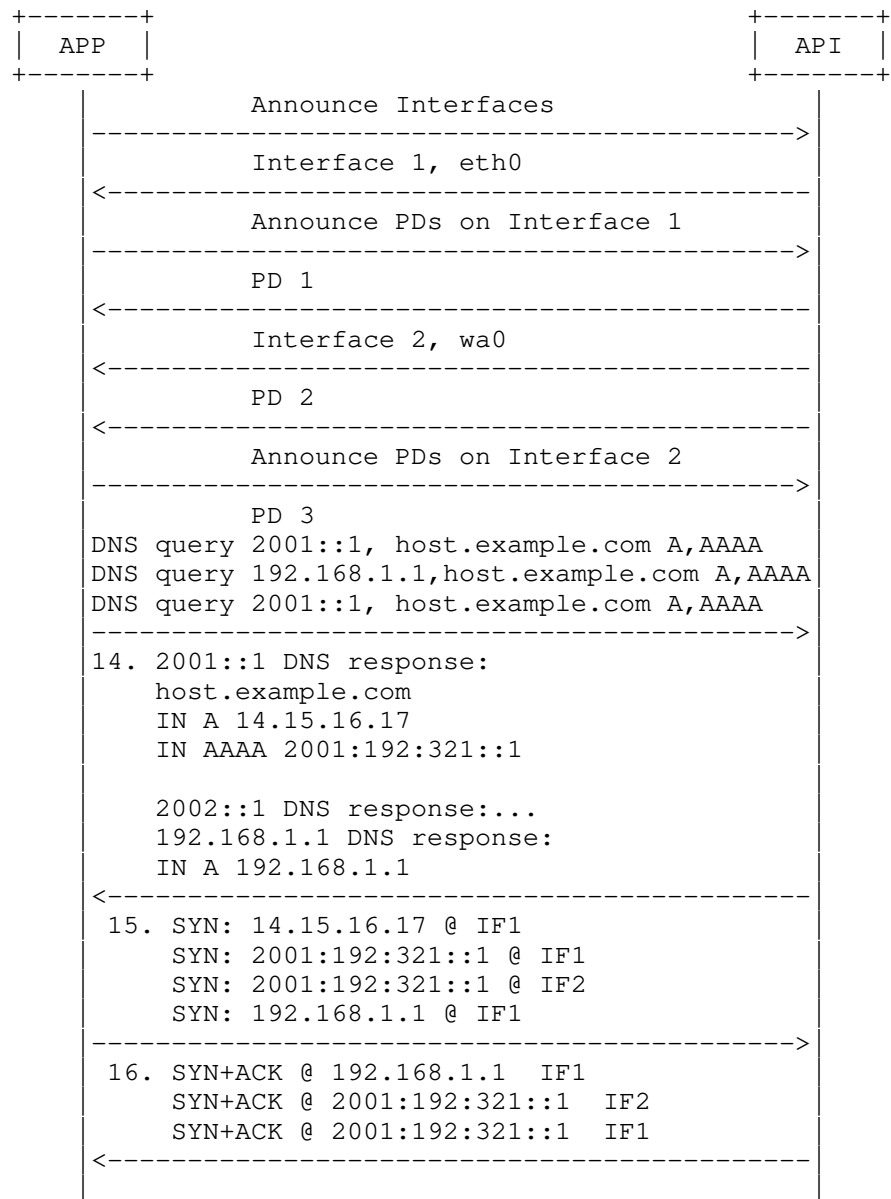 APP API
Announce Interfaces
Interface 1, eth0
Announce PDs on Interface 1
PD 1
Interface 2, wa0
PD 2
Announce PDs on Interface 2
PD 3
DNS query 2001::1, host.example.com A,AAAA
DNS query 192.168.1.1,host.example.com A,AAAA
DNS query 2001::1, host.example.com A,AAAA
14. 2001::1 DNS response:
host.example.com
IN A 14.15.16.17
IN AAAA 2001:192:321::1
2002::1 DNS response:...
192.168.1.1 DNS response:
IN A 192.168.1.1
15. SYN: 14.15.16.17 @ IF1
SYN: 2001:192:321::1 @ IF1
SYN: 2001:192:321::1 @ IF2
SYN: 192.168.1.1 @ IF1
16. SYN+ACK @ 192.168.1.1 IF1
SYN+ACK @ 2001:192:321::1 IF2
SYN+ACK @ 2001:192:321::1 IF1